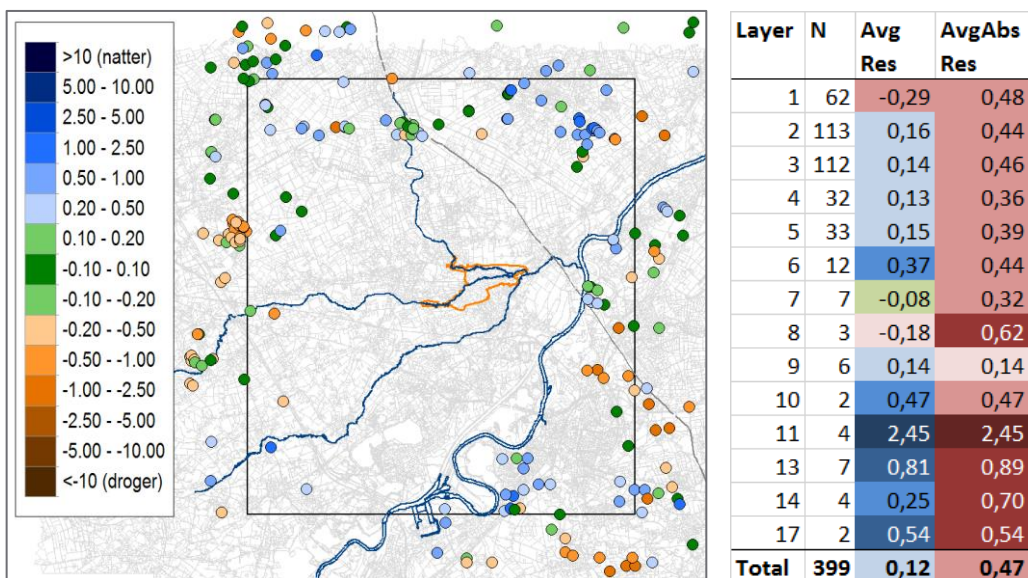 >10 (natter)
5.00 - 10.00
2.50 - 5.00
1.00 - 2.50
0.50 - 1.00
0.20 - 0.50
0.10 - 0.20
-0.10 - 0.10
-0.10 - -0.20
-0.20 - -0.50
-0.50 - -1.00
-1.00 - -2.50
-2.50 - -5.00
-5.00 - -10.00
<-10 (droger)
Layer N Avg Res AvgAbs Res
1 62 -0,29 0,48
2 113 0,16 0,44
3 112 0,14 0,46
4 32 0,13 0,36
5 33 0,15 0,39
6 12 0,37 0,44
7 7 -0,08 0,32
8 3 -0,18 0,62
9 6 0,14 0,14
10 2 0,47 0,47
11 4 2,45 2,45
13 7 0,81 0,89
14 4 0,25 0,70
17 2 0,54 0,54
Total 399 0,12 0,47